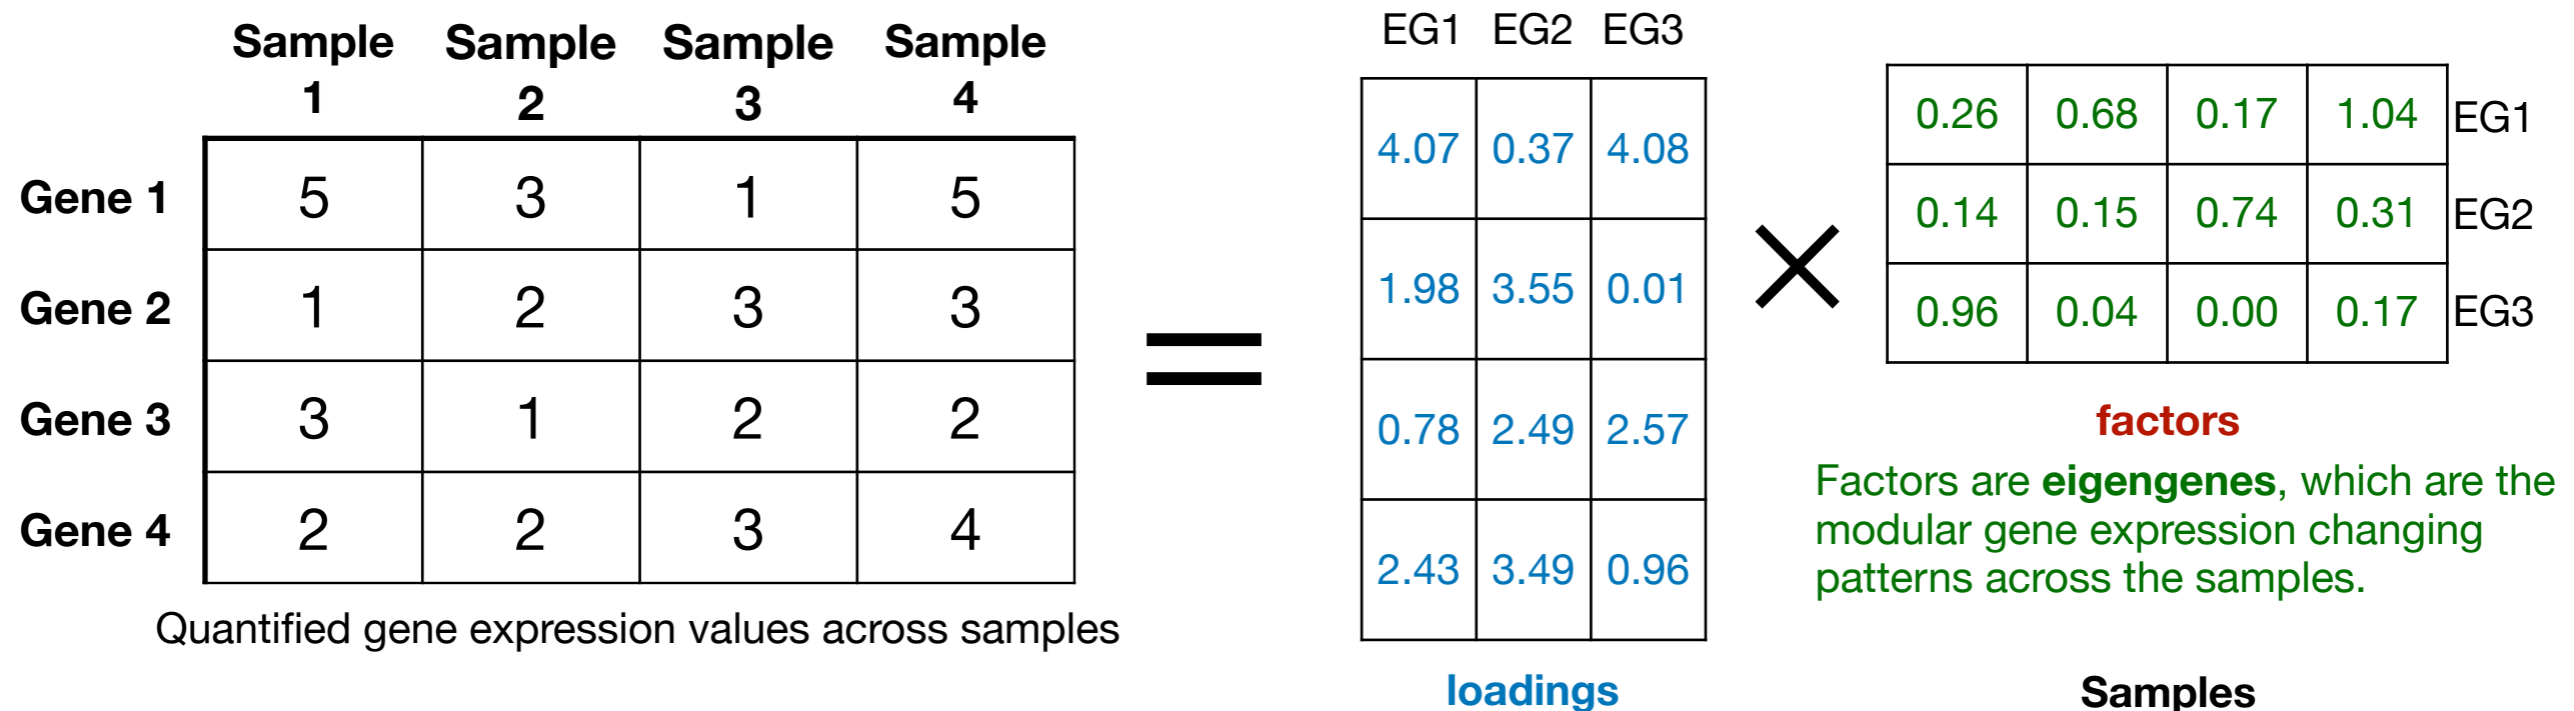 Sample Sample Sample Sample
1 2 3 4
Gene 1 5 3 1 5
Gene 2 1 2 3 3
Gene 3 3 1 2 2
Gene 4 2 2 3 4
Quantified gene expression values across samples
=
EG1 EG2 EG3
4.07 0.37 4.08
1.98 3.55 0.01
0.78 2.49 2.57
2.43 3.49 0.96
loadings
×
0.26 0.68 0.17 1.04 EG1
0.14 0.15 0.74 0.31 EG2
0.96 0.04 0.00 0.17 EG3
factors
Factors are eigengenes, which are the
modular gene expression changing
patterns across the samples.
Samples